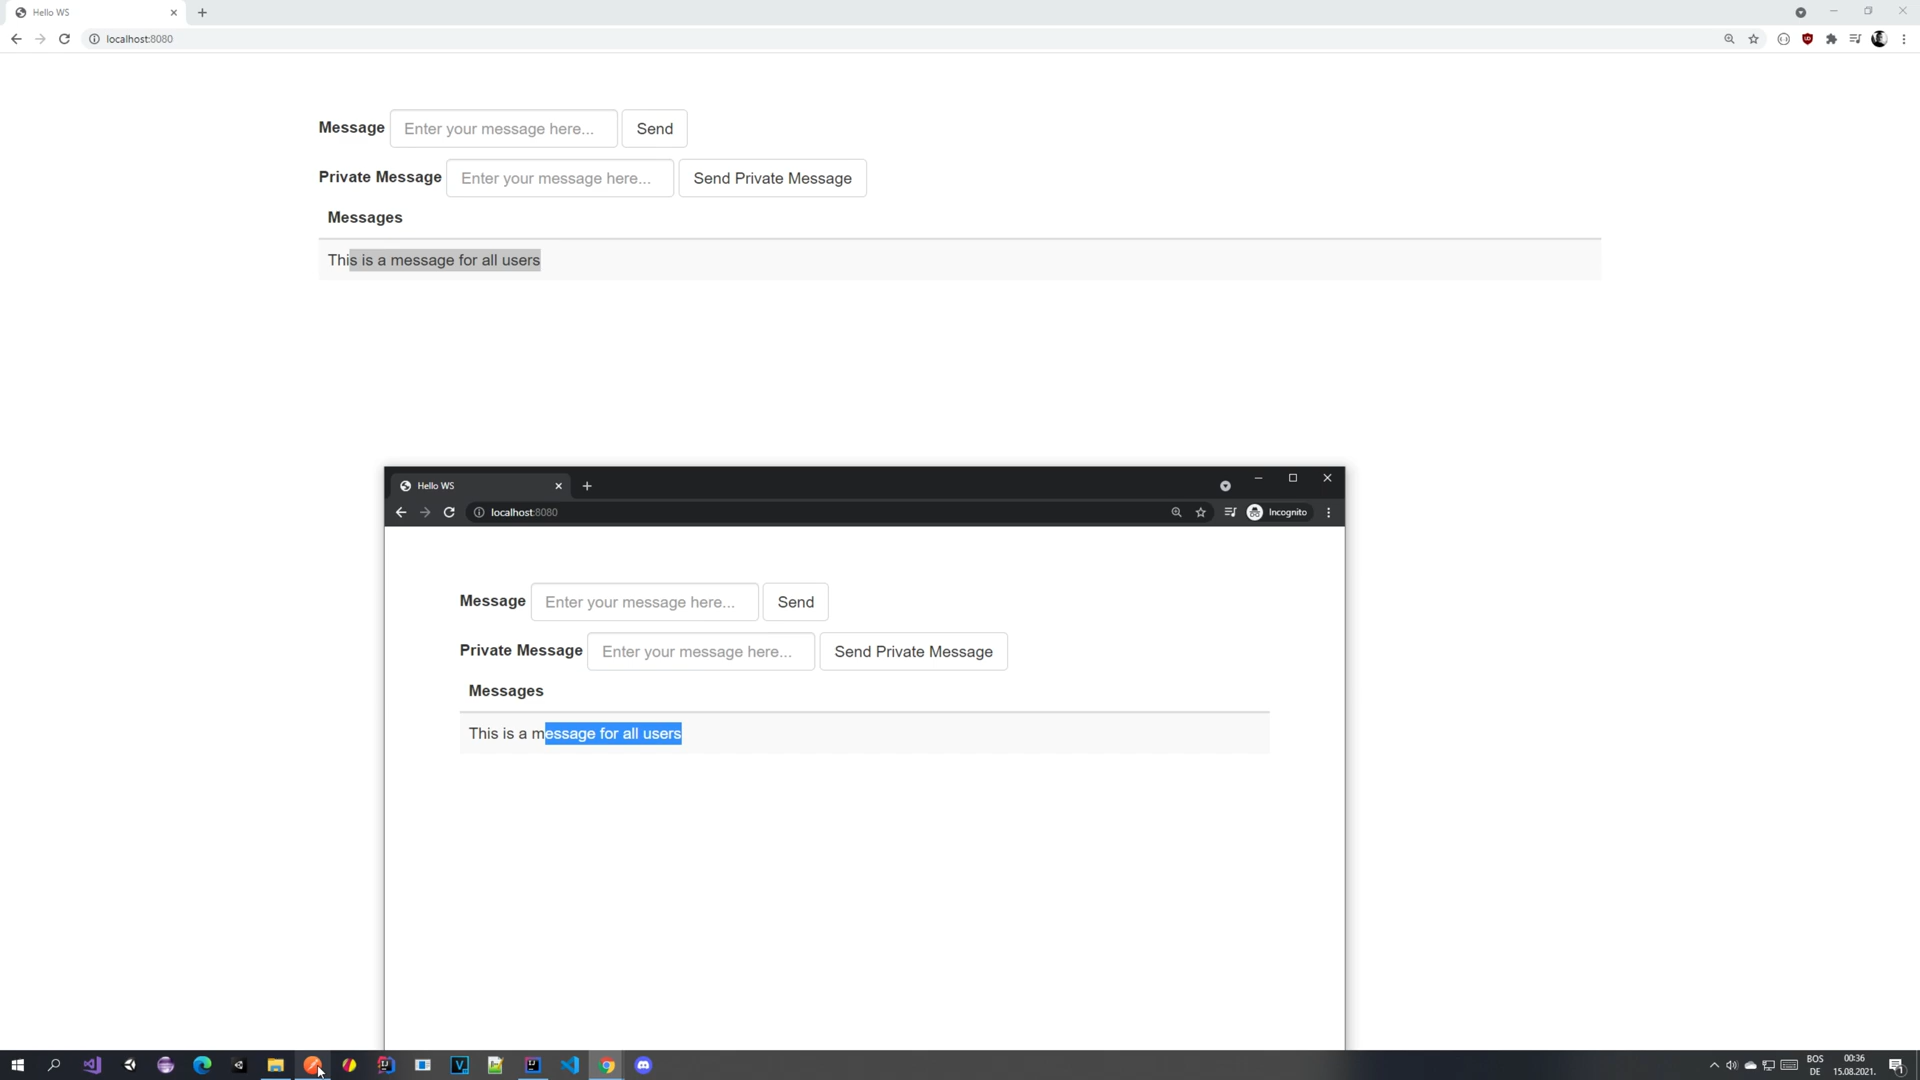 Hello WS
localhost:8080
Message Enter your message here... Send
Private Message Enter your message here... Send Private Message
Messages
This is a message for all users
Hello WS
localhost:8080 Incognito
Message Enter your message here... Send
Private Message Enter your message here... Send Private Message
Messages
This is a message for all users
BOS 00:36
DE 15.08.2021.